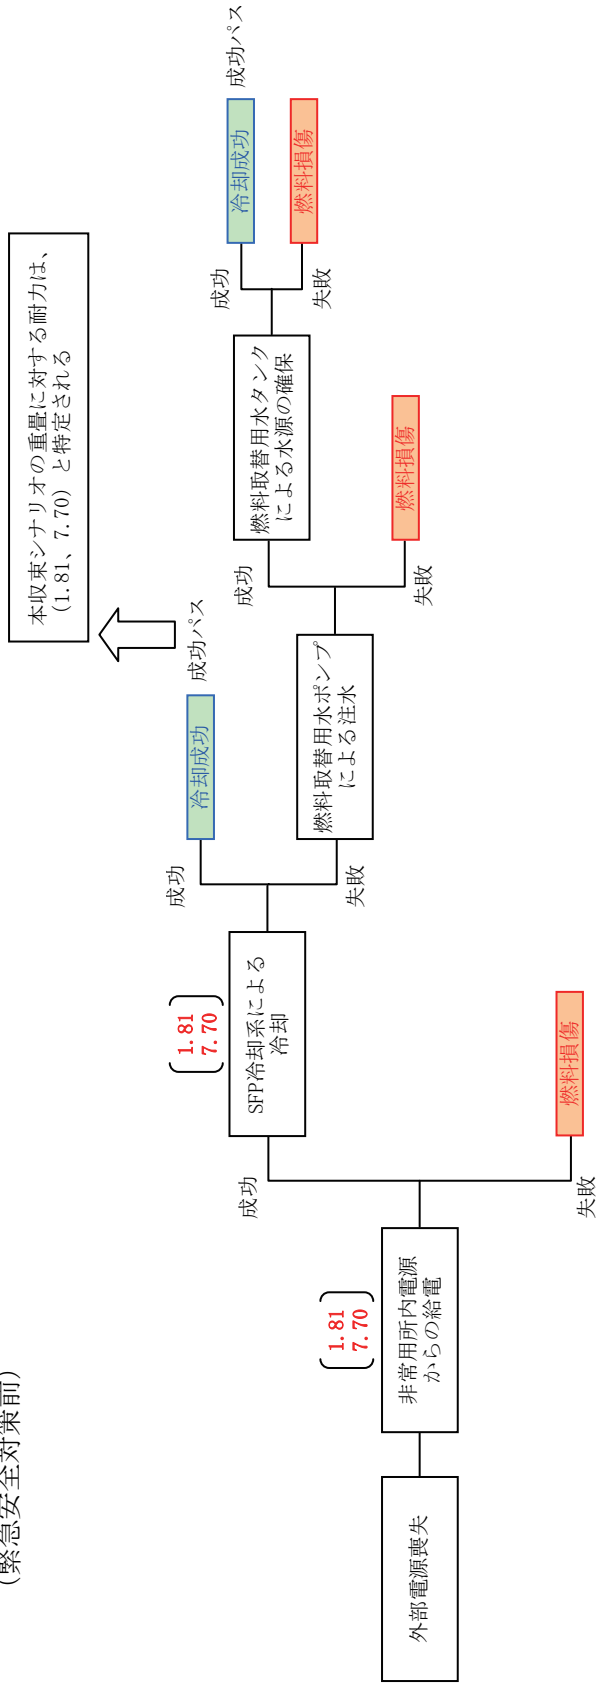 （緊急安全対策前）
外部電源喪失
1.81
7.70
非常用所内電源
からの給電
成功
失敗
燃料損傷
1.81
7.70
SFP冷却系による
冷却
成功
失敗
冷却成功
成功パス
本収束シナリオの重畳に対する耐力は、
（1.81、7.70）と特定される
燃料取替用水ポンプ
による注水
成功
失敗
燃料損傷
燃料取替用水タンク
による水源の確保
成功
失敗
冷却成功
成功パス
燃料損傷